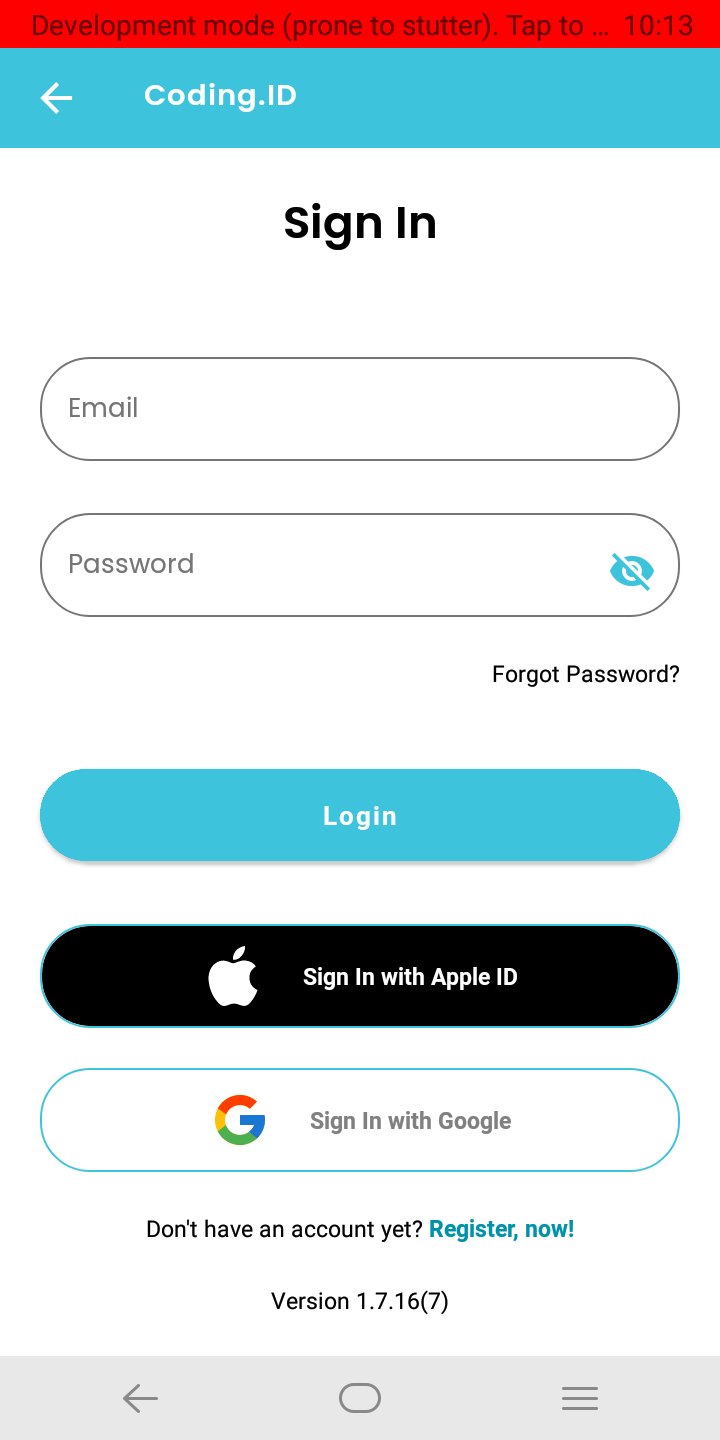 Development mode (prone to stutter). Tap to ... 10:13
Coding.ID
Sign In
Email
Password
Forgot Password?
Login
Sign In with Apple ID
Sign In with Google
Don't have an account yet? Register, now!
Version 1.7.16(7)